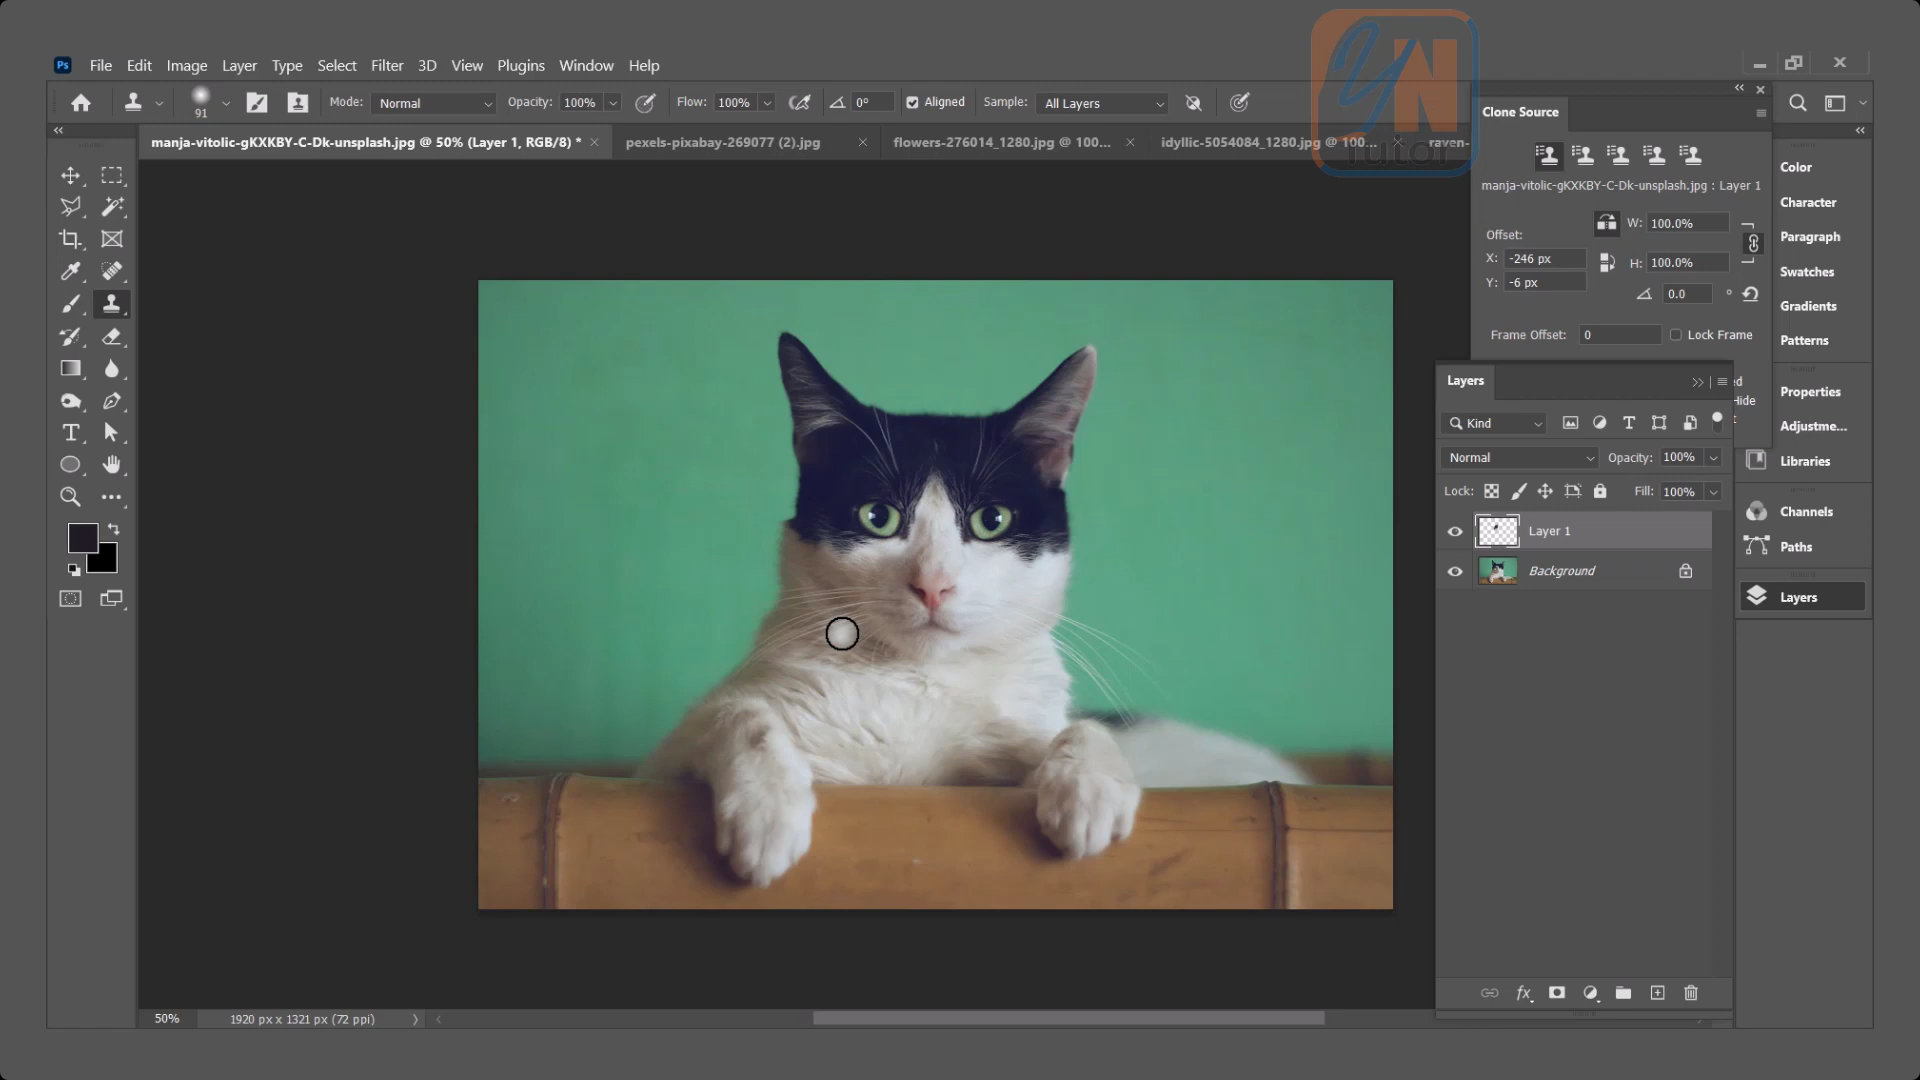 Ps File Edit Image Layer Type Select Filter 3D View Plugins Window Help
91 Mode: Normal Opacity: 100% Flow: 100% 0° Aligned Sample: All Layers
YN
Tutor
manja-vitolic-gKXKBY-C-Dk-unsplash.jpg @ 50% (Layer 1, RGB/8) * pexels-pixabay-269077 (2).jpg flowers-276014_1280.jpg @ 100... idyllic-5054084_1280.jpg @ 100... raven-
Clone Source
manja-vitolic-gKXKBY-C-Dk-unsplash.jpg : Layer 1
Offset:
W: 100.0%
X: -246 px
H: 100.0%
Y: -6 px
0.0 °
Frame Offset: 0 Lock Frame
ed
Hide
Layers
Kind
Normal Opacity: 100%
Lock: Fill: 100%
Layer 1
Background
fx
Color
Character
Paragraph
Swatches
Gradients
Patterns
Properties
Adjustme...
Libraries
Channels
Paths
Layers
T
50% 1920 px x 1321 px (72 ppi)